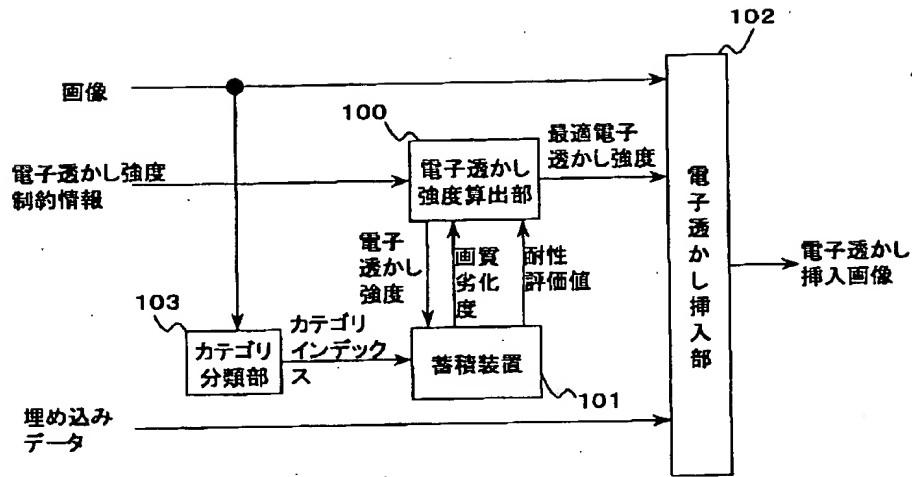 102
画像
100
最適電子
透かし強度
電子透かし強度
制約情報
電子透かし
強度算出部
電子透かし挿入部
電子
透かし
強度
画質
劣化
度
耐性
評価値
電子透かし
挿入画像
103
カテゴリ
分類部
カテゴリ
インデック
ス
蓄積装置
101
埋め込み
データ